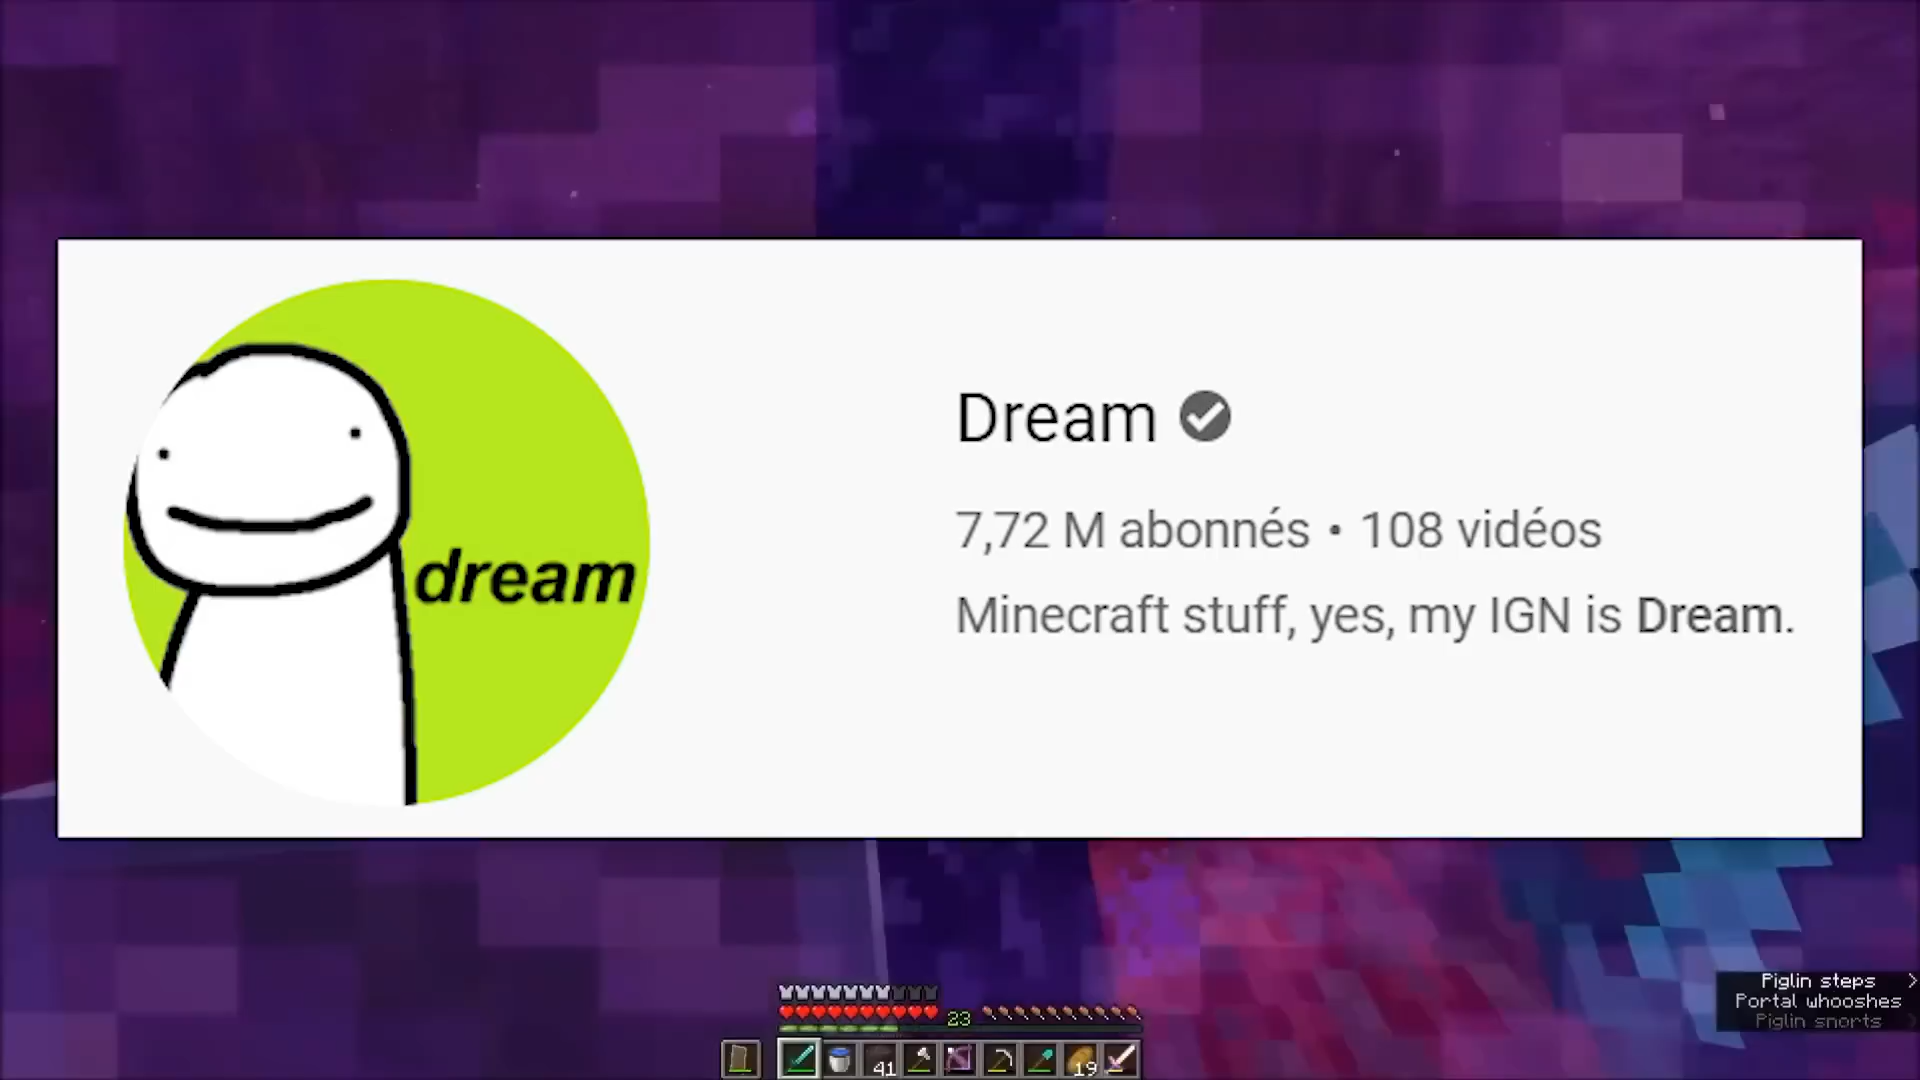 Dream
7,72 M abonnés • 108 vidéos
Minecraft stuff, yes, my IGN is Dream.
dream
23
41
19
Piglin steps >
Portal whooshes
Piglin snorts